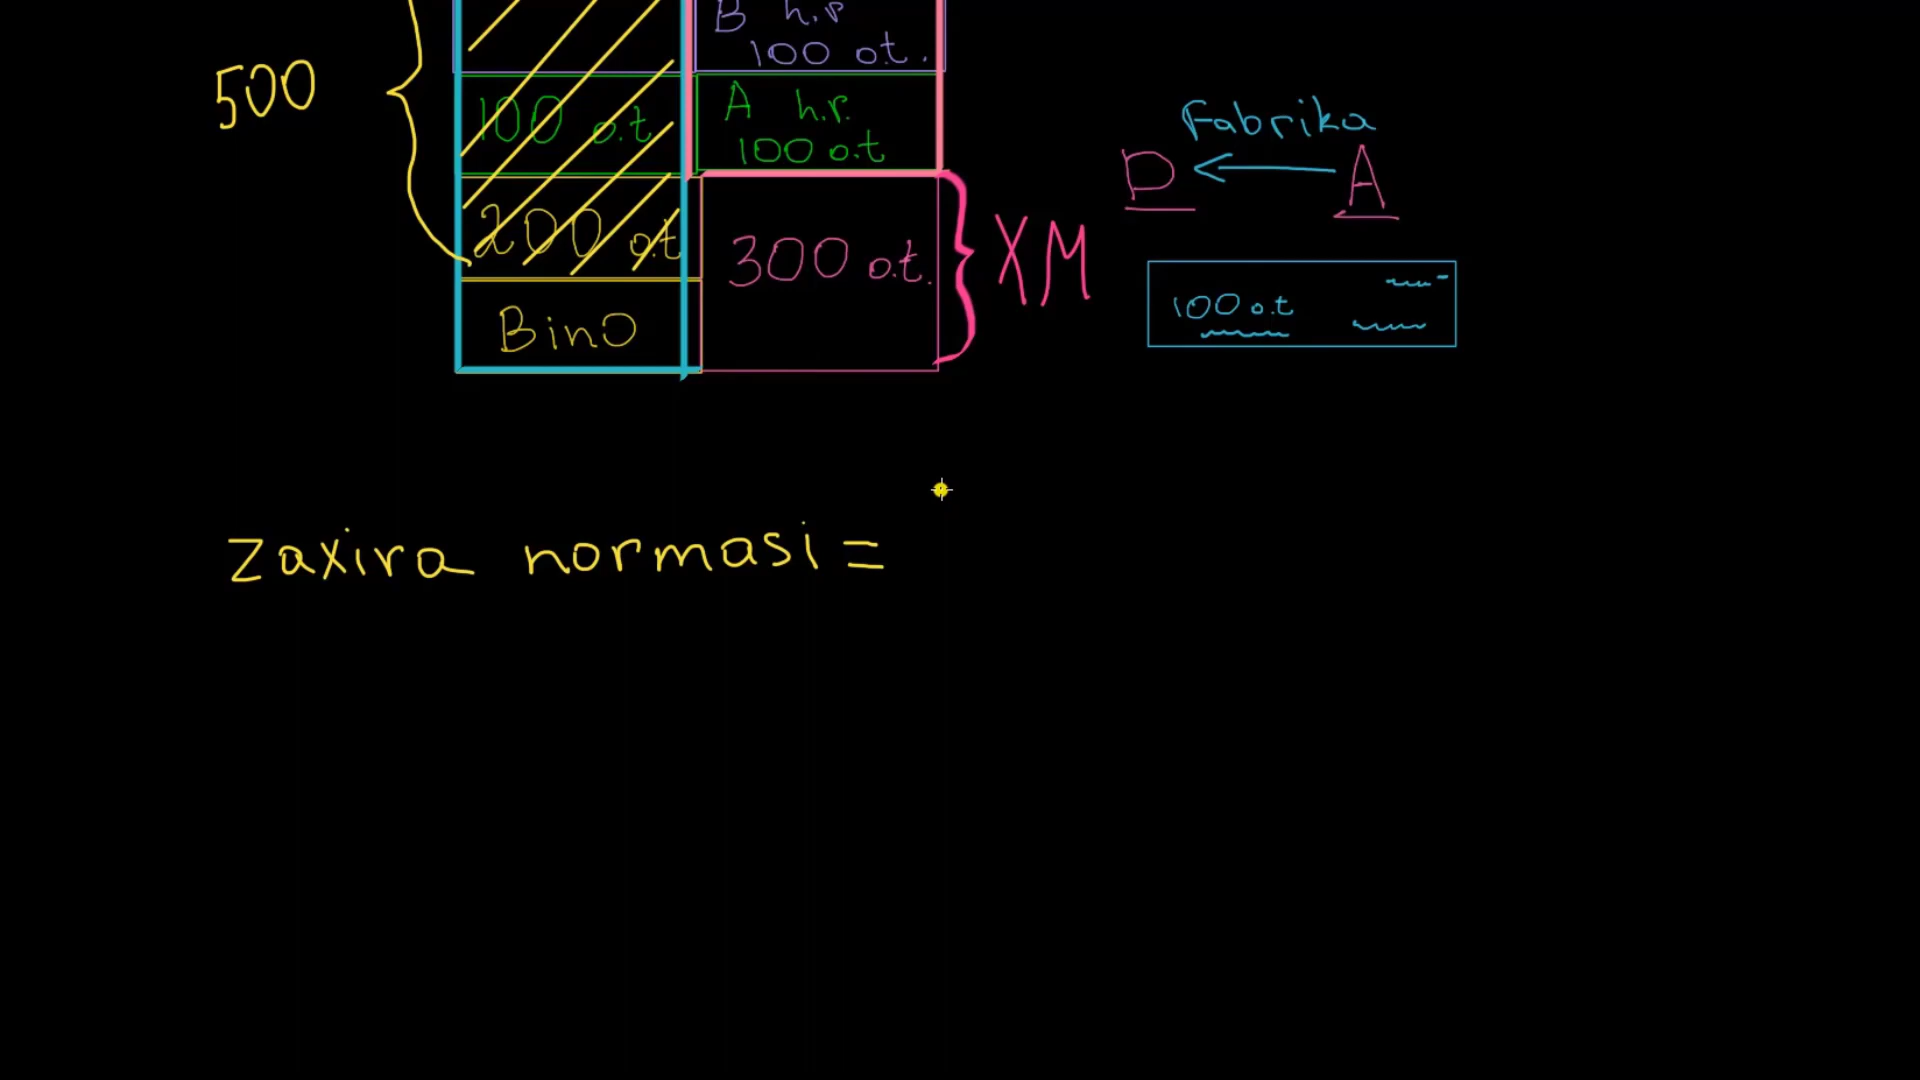 B h.r
100 o.t.
500
100 o.t
A h.r.
100 o.t
Fabrika
D
A
200 o.t
300 o.t.
XM
100 o.t
Bino
zaxira normasi =